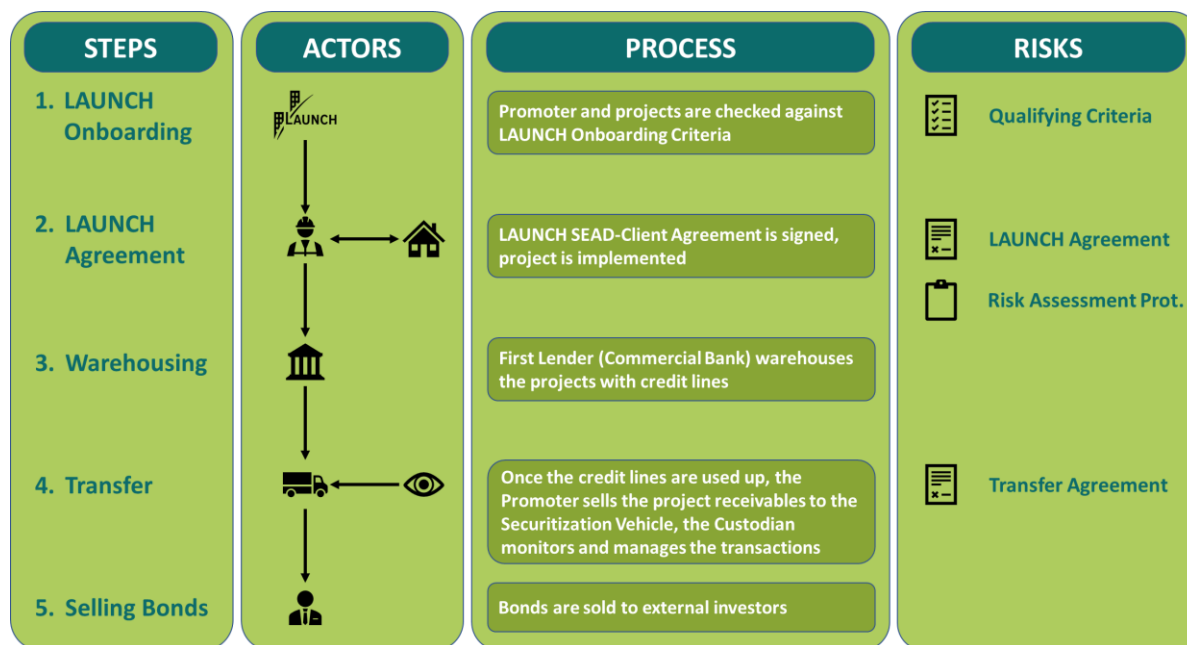 STEPS
ACTORS
PROCESS
RISKS
1. LAUNCH
Onboarding
LAUNCH
Promoter and projects are checked against
LAUNCH Onboarding Criteria
Qualifying Criteria
2. LAUNCH
Agreement
LAUNCH SEAD-Client Agreement is signed,
project is implemented
LAUNCH Agreement
Risk Assessment Prot.
3. Warehousing
First Lender (Commercial Bank) warehouses
the projects with credit lines
4. Transfer
Once the credit lines are used up, the
Promoter sells the project receivables to the
Securitization Vehicle, the Custodian
monitors and manages the transactions
Transfer Agreement
5. Selling Bonds
Bonds are sold to external investors